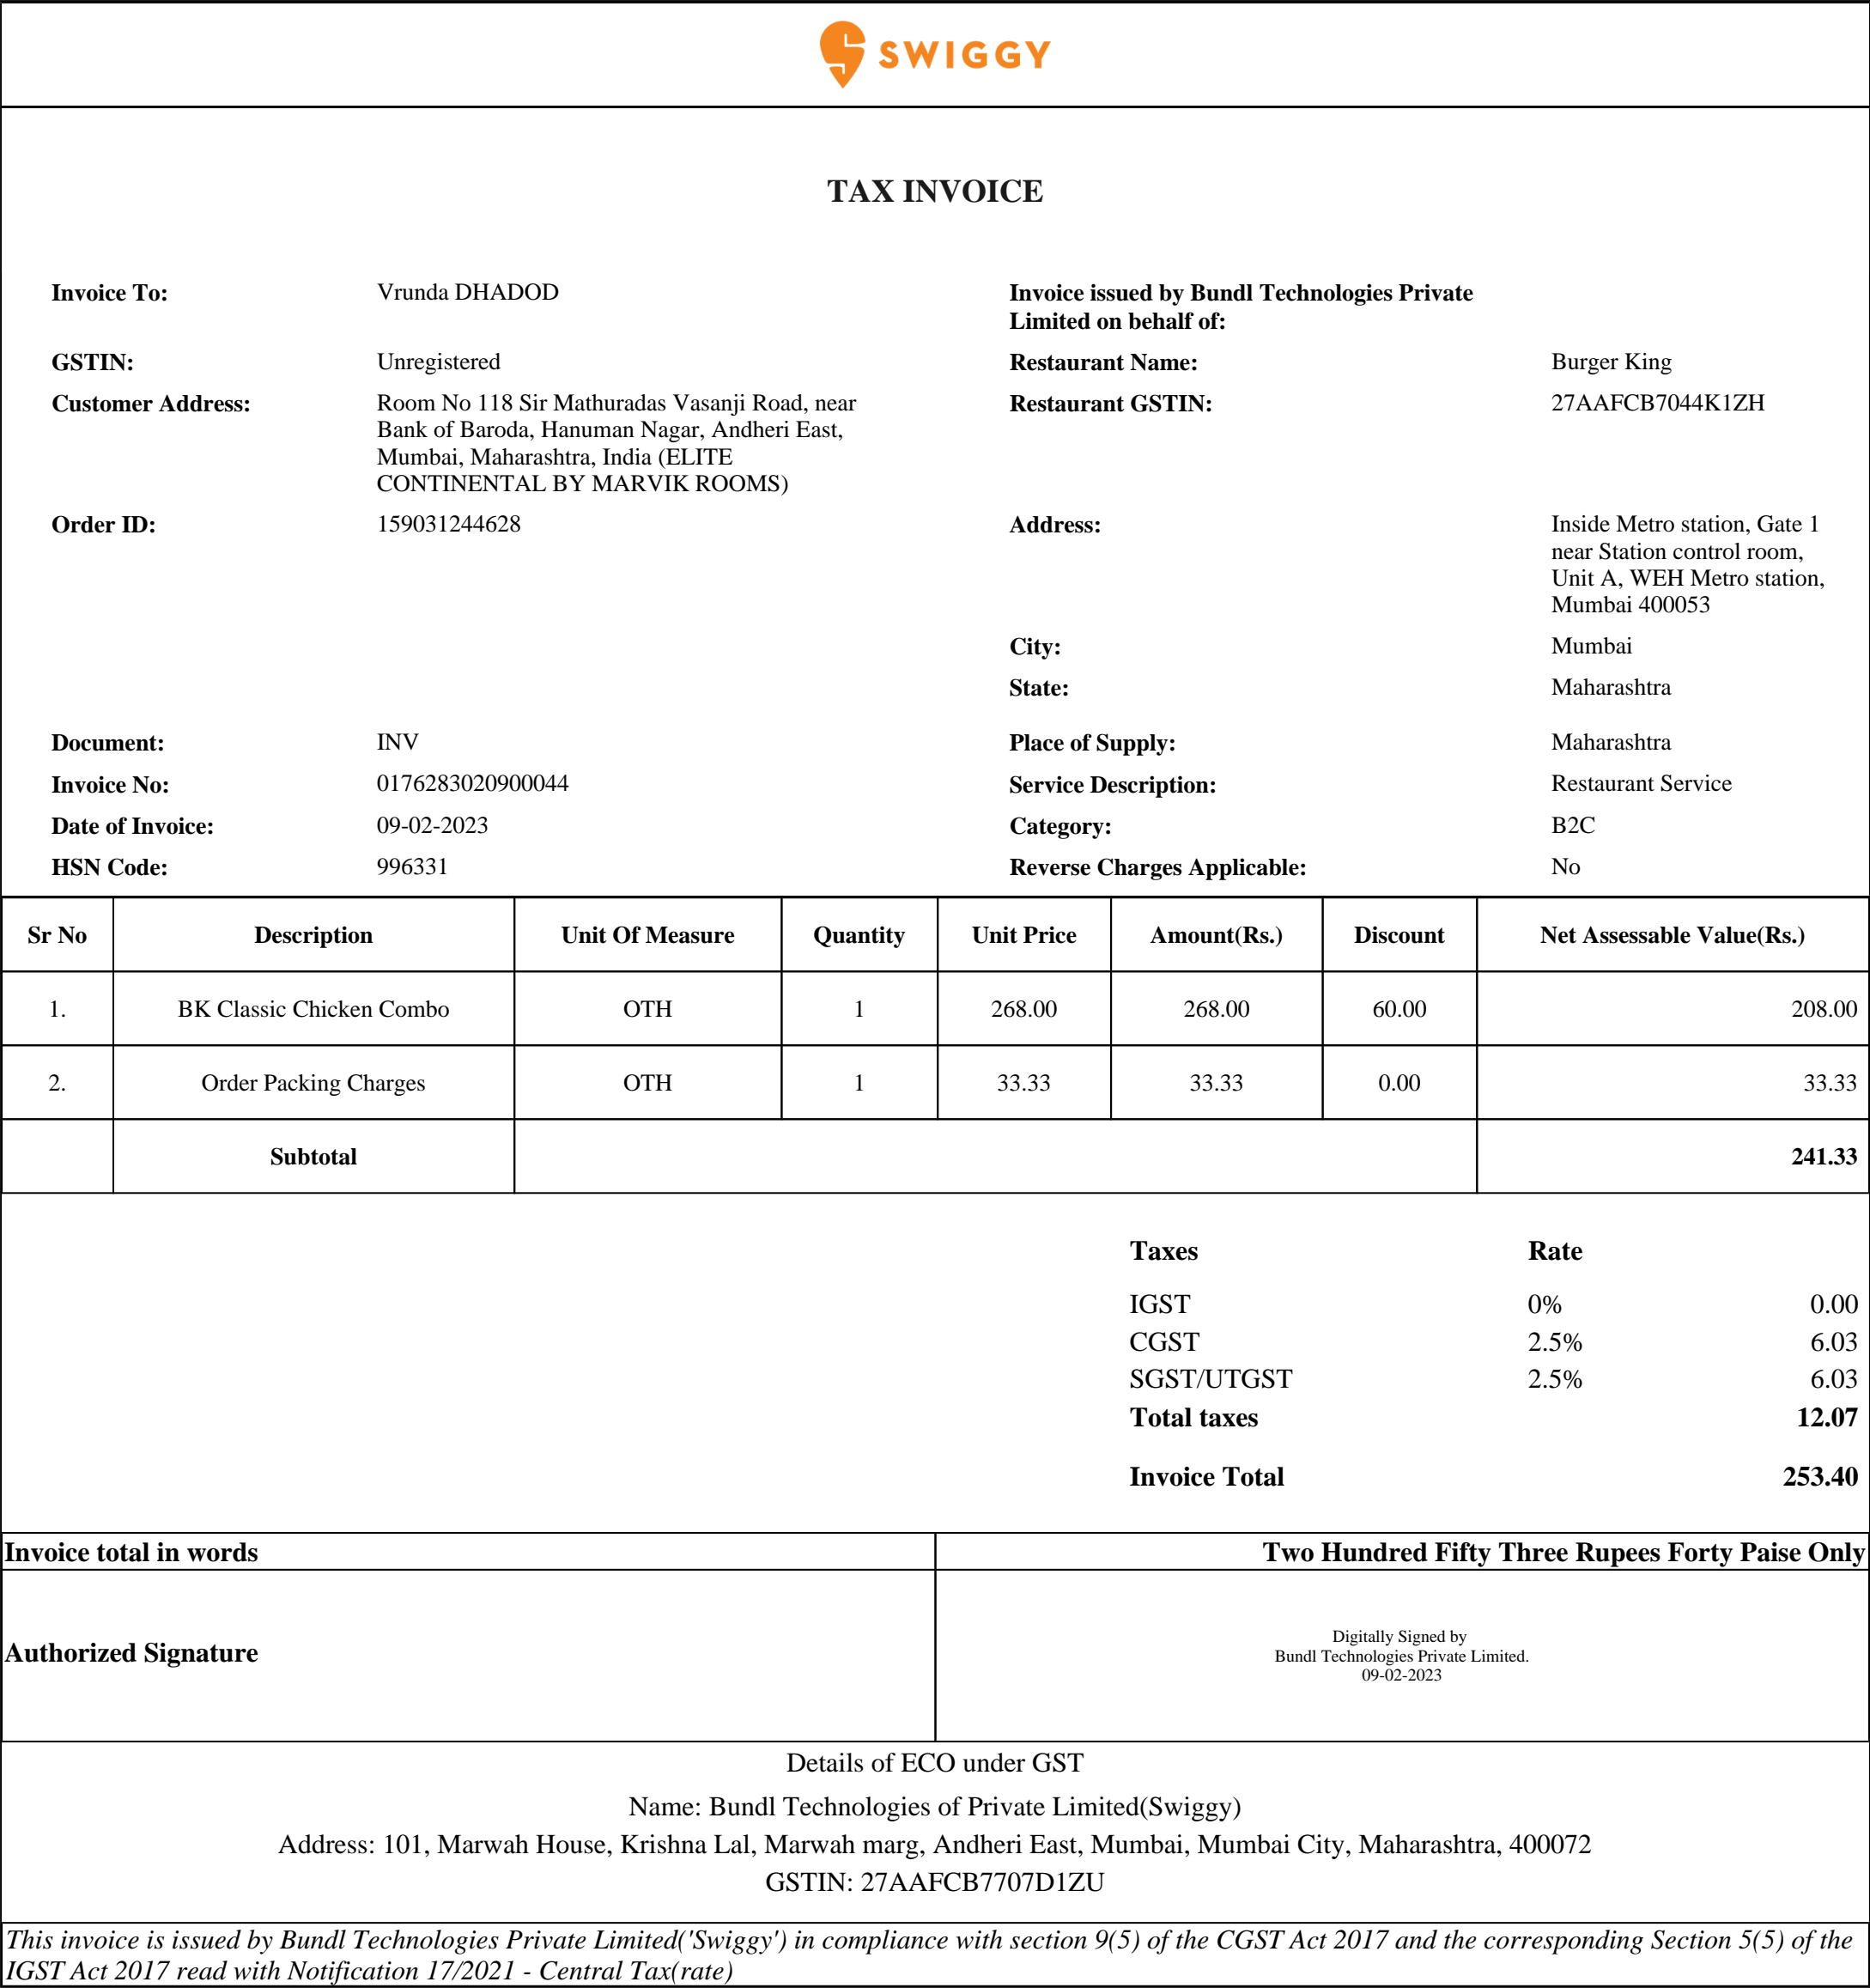 SWIGGY
TAX INVOICE
Invoice To: Vrunda DHADOD
Invoice issued by Bundl Technologies Private
Limited on behalf of:
GSTIN: Unregistered
Restaurant Name: Burger King
Customer Address: Room No 118 Sir Mathuradas Vasanji Road, near
Bank of Baroda, Hanuman Nagar, Andheri East,
Mumbai, Maharashtra, India (ELITE
CONTINENTAL BY MARVIK ROOMS)
Restaurant GSTIN: 27AAFCB7044K1ZH
Order ID: 159031244628
Address: Inside Metro station, Gate 1
near Station control room,
Unit A, WEH Metro station,
Mumbai 400053
City: Mumbai
State: Maharashtra
Document: INV
Place of Supply: Maharashtra
Invoice No: 0176283020900044
Service Description: Restaurant Service
Date of Invoice: 09-02-2023
Category: B2C
HSN Code: 996331
Reverse Charges Applicable: No
Sr No Description Unit Of Measure Quantity Unit Price Amount(Rs.) Discount Net Assessable Value(Rs.)
1. BK Classic Chicken Combo OTH 1 268.00 268.00 60.00 208.00
2. Order Packing Charges OTH 1 33.33 33.33 0.00 33.33
Subtotal 241.33
Taxes Rate
IGST 0% 0.00
CGST 2.5% 6.03
SGST/UTGST 2.5% 6.03
Total taxes 12.07
Invoice Total 253.40
Invoice total in words Two Hundred Fifty Three Rupees Forty Paise Only
Authorized Signature
Digitally Signed by
Bundl Technologies Private Limited.
09-02-2023
Details of ECO under GST
Name: Bundl Technologies of Private Limited(Swiggy)
Address: 101, Marwah House, Krishna Lal, Marwah marg, Andheri East, Mumbai, Mumbai City, Maharashtra, 400072
GSTIN: 27AAFCB7707D1ZU
This invoice is issued by Bundl Technologies Private Limited('Swiggy') in compliance with section 9(5) of the CGST Act 2017 and the corresponding Section 5(5) of the
IGST Act 2017 read with Notification 17/2021 - Central Tax(rate)